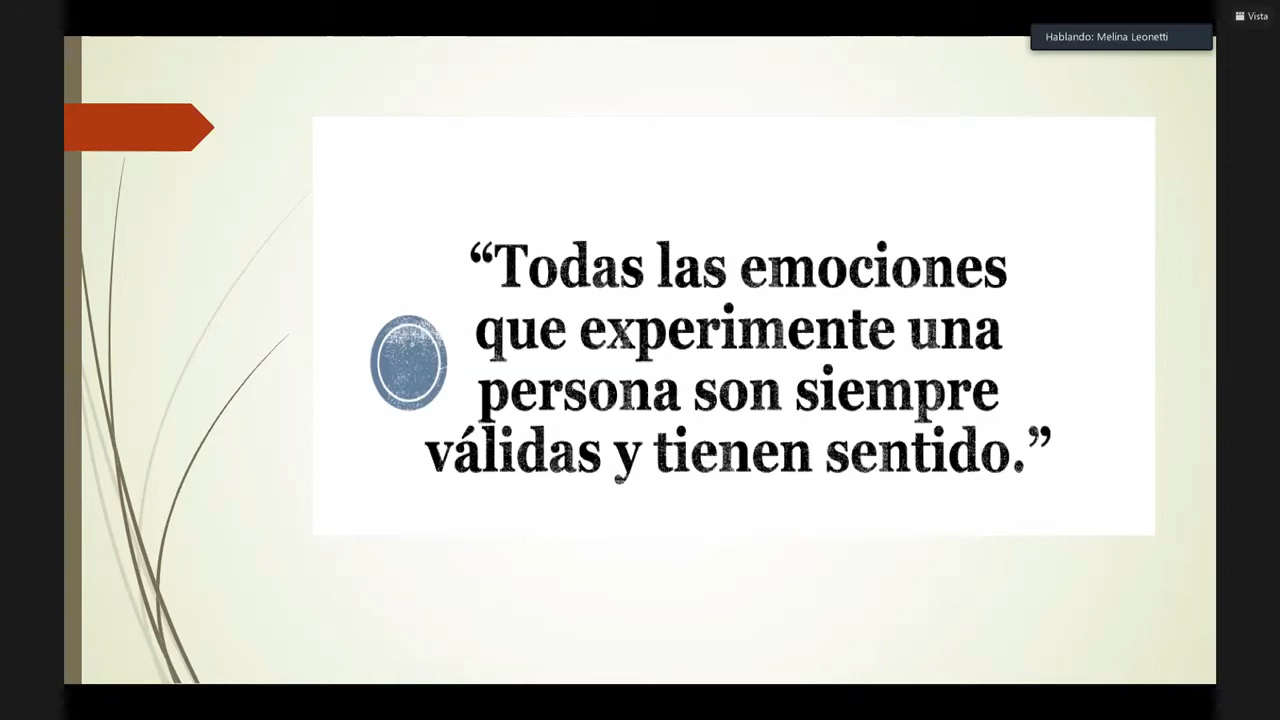 Vista
Hablando: Melina Leonetti
“Todas las emociones
que experimente una
persona son siempre
válidas y tienen sentido.”